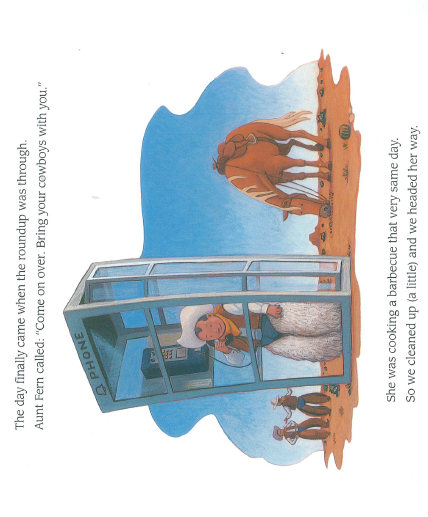 The day finally came when the roundup was through.
Aunt Fern called: "Come on over. Bring your cowboys with you."
PHONE
She was cooking a barbecue that very same day.
So we cleaned up (a little) and we headed her way.